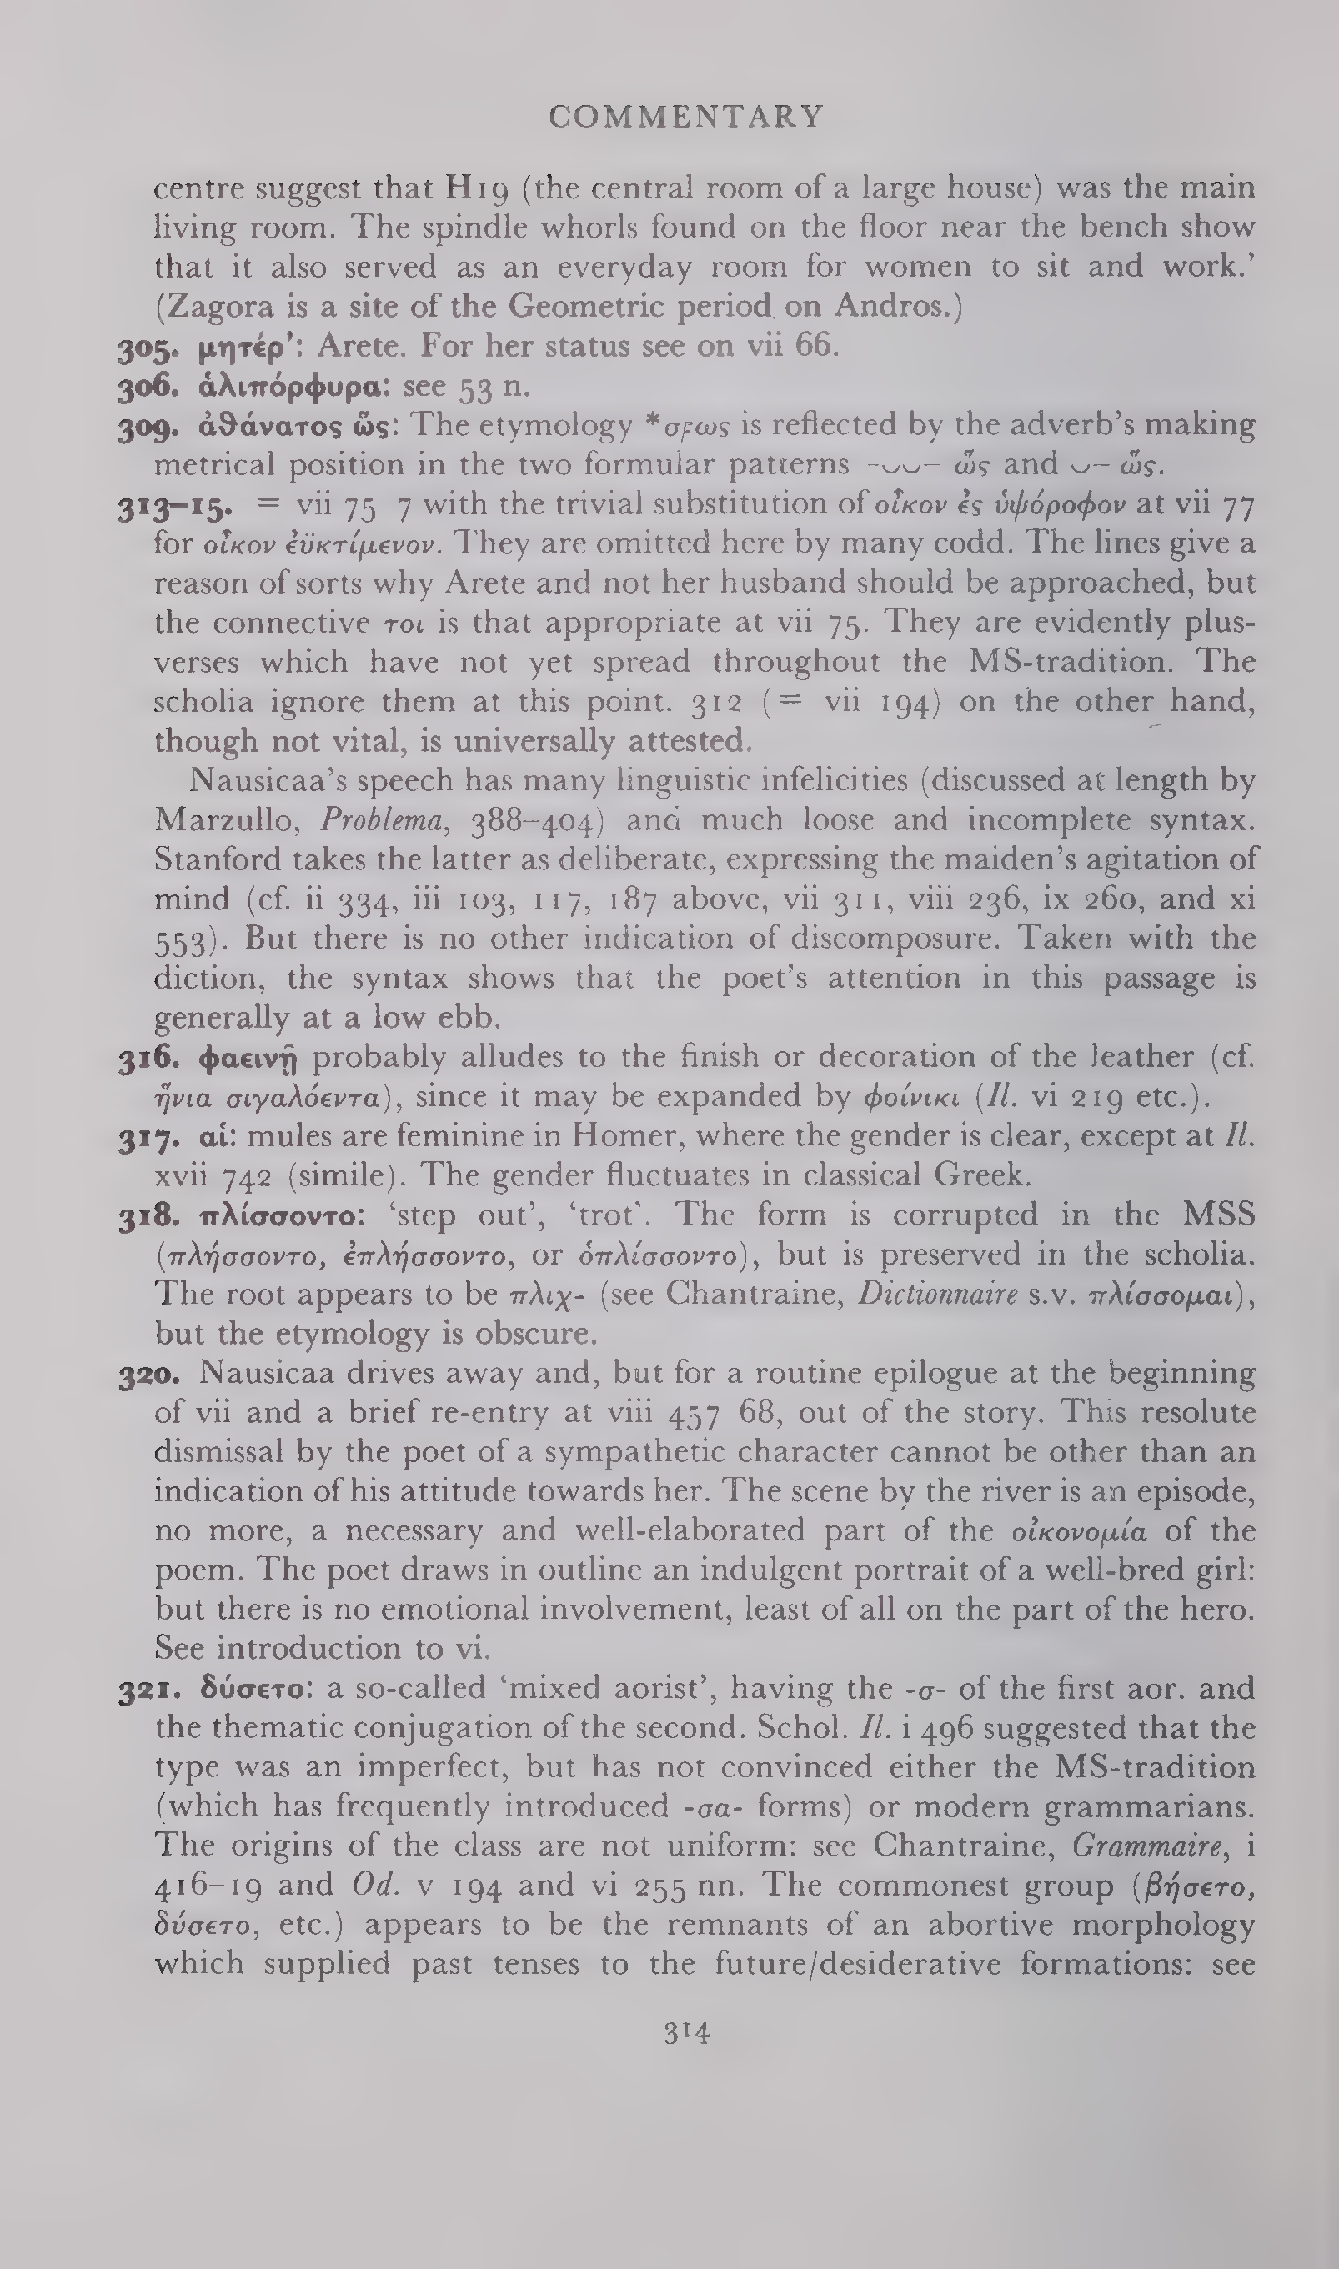 COMMENTARY
centre suggest that H19 (the central room of a large house) was the main
living room. The spindle whorls found on the floor near the bench show
that it also served as an everyday room for women to sit and work.’
(Zagora is a site of the Geometric period on Andros.)
305. μητέρ’: Arete. For her status see on vii 66.
306. ἁλιπόρφυρα: see 53 n.
309. ἀϑάνατος ὥς: The etymology *σϝως is reflected by the adverb’s making
metrical position in the two formular patterns –⏑⏑– ὥς and ⏑– ὥς.
313–15. = vii 75 7 with the trivial substitution of οἶκον ἐς ὑψόροφον at vii 77
for οἶκον ἐϋκτίμενον. They are omitted here by many codd. The lines give a
reason of sorts why Arete and not her husband should be approached, but
the connective τοι is that appropriate at vii 75. They are evidently plus-
verses which have not yet spread throughout the MS-tradition. The
scholia ignore them at this point. 312 (= vii 194) on the other hand,
though not vital, is universally attested.
Nausicaa’s speech has many linguistic infelicities (discussed at length by
Marzullo, Problema, 388–404) and much loose and incomplete syntax.
Stanford takes the latter as deliberate, expressing the maiden’s agitation of
mind (cf. ii 334, iii 103, 117, 187 above, vii 311, viii 236, ix 260, and xi
553). But there is no other indication of discomposure. Taken with the
diction, the syntax shows that the poet’s attention in this passage is
generally at a low ebb.
316. φαεινῇ probably alludes to the finish or decoration of the leather (cf.
ἡνία σιγαλόεντα), since it may be expanded by φοίνικι (Il. vi 219 etc.).
317. αἱ: mules are feminine in Homer, where the gender is clear, except at Il.
xvii 742 (simile). The gender fluctuates in classical Greek.
318. πλίσσοντο: ‘step out’, ‘trot’. The form is corrupted in the MSS
(πλήσσοντο, ἐπλήσσοντο, or ὁπλίσσοντο), but is preserved in the scholia.
The root appears to be πλιχ- (see Chantraine, Dictionnaire s.v. πλίσσομαι),
but the etymology is obscure.
320. Nausicaa drives away and, but for a routine epilogue at the beginning
of vii and a brief re-entry at viii 457 68, out of the story. This resolute
dismissal by the poet of a sympathetic character cannot be other than an
indication of his attitude towards her. The scene by the river is an episode,
no more, a necessary and well-elaborated part of the οἰκονομία of the
poem. The poet draws in outline an indulgent portrait of a well-bred girl:
but there is no emotional involvement, least of all on the part of the hero.
See introduction to vi.
321. δύσετο: a so-called ‘mixed aorist’, having the -σ- of the first aor. and
the thematic conjugation of the second. Schol. Il. i 496 suggested that the
type was an imperfect, but has not convinced either the MS-tradition
(which has frequently introduced -σα- forms) or modern grammarians.
The origins of the class are not uniform: see Chantraine, Grammaire, i
416–19 and Od. v 194 and vi 255 nn. The commonest group (βήσετο,
δύσετο, etc.) appears to be the remnants of an abortive morphology
which supplied past tenses to the future/desiderative formations: see
314